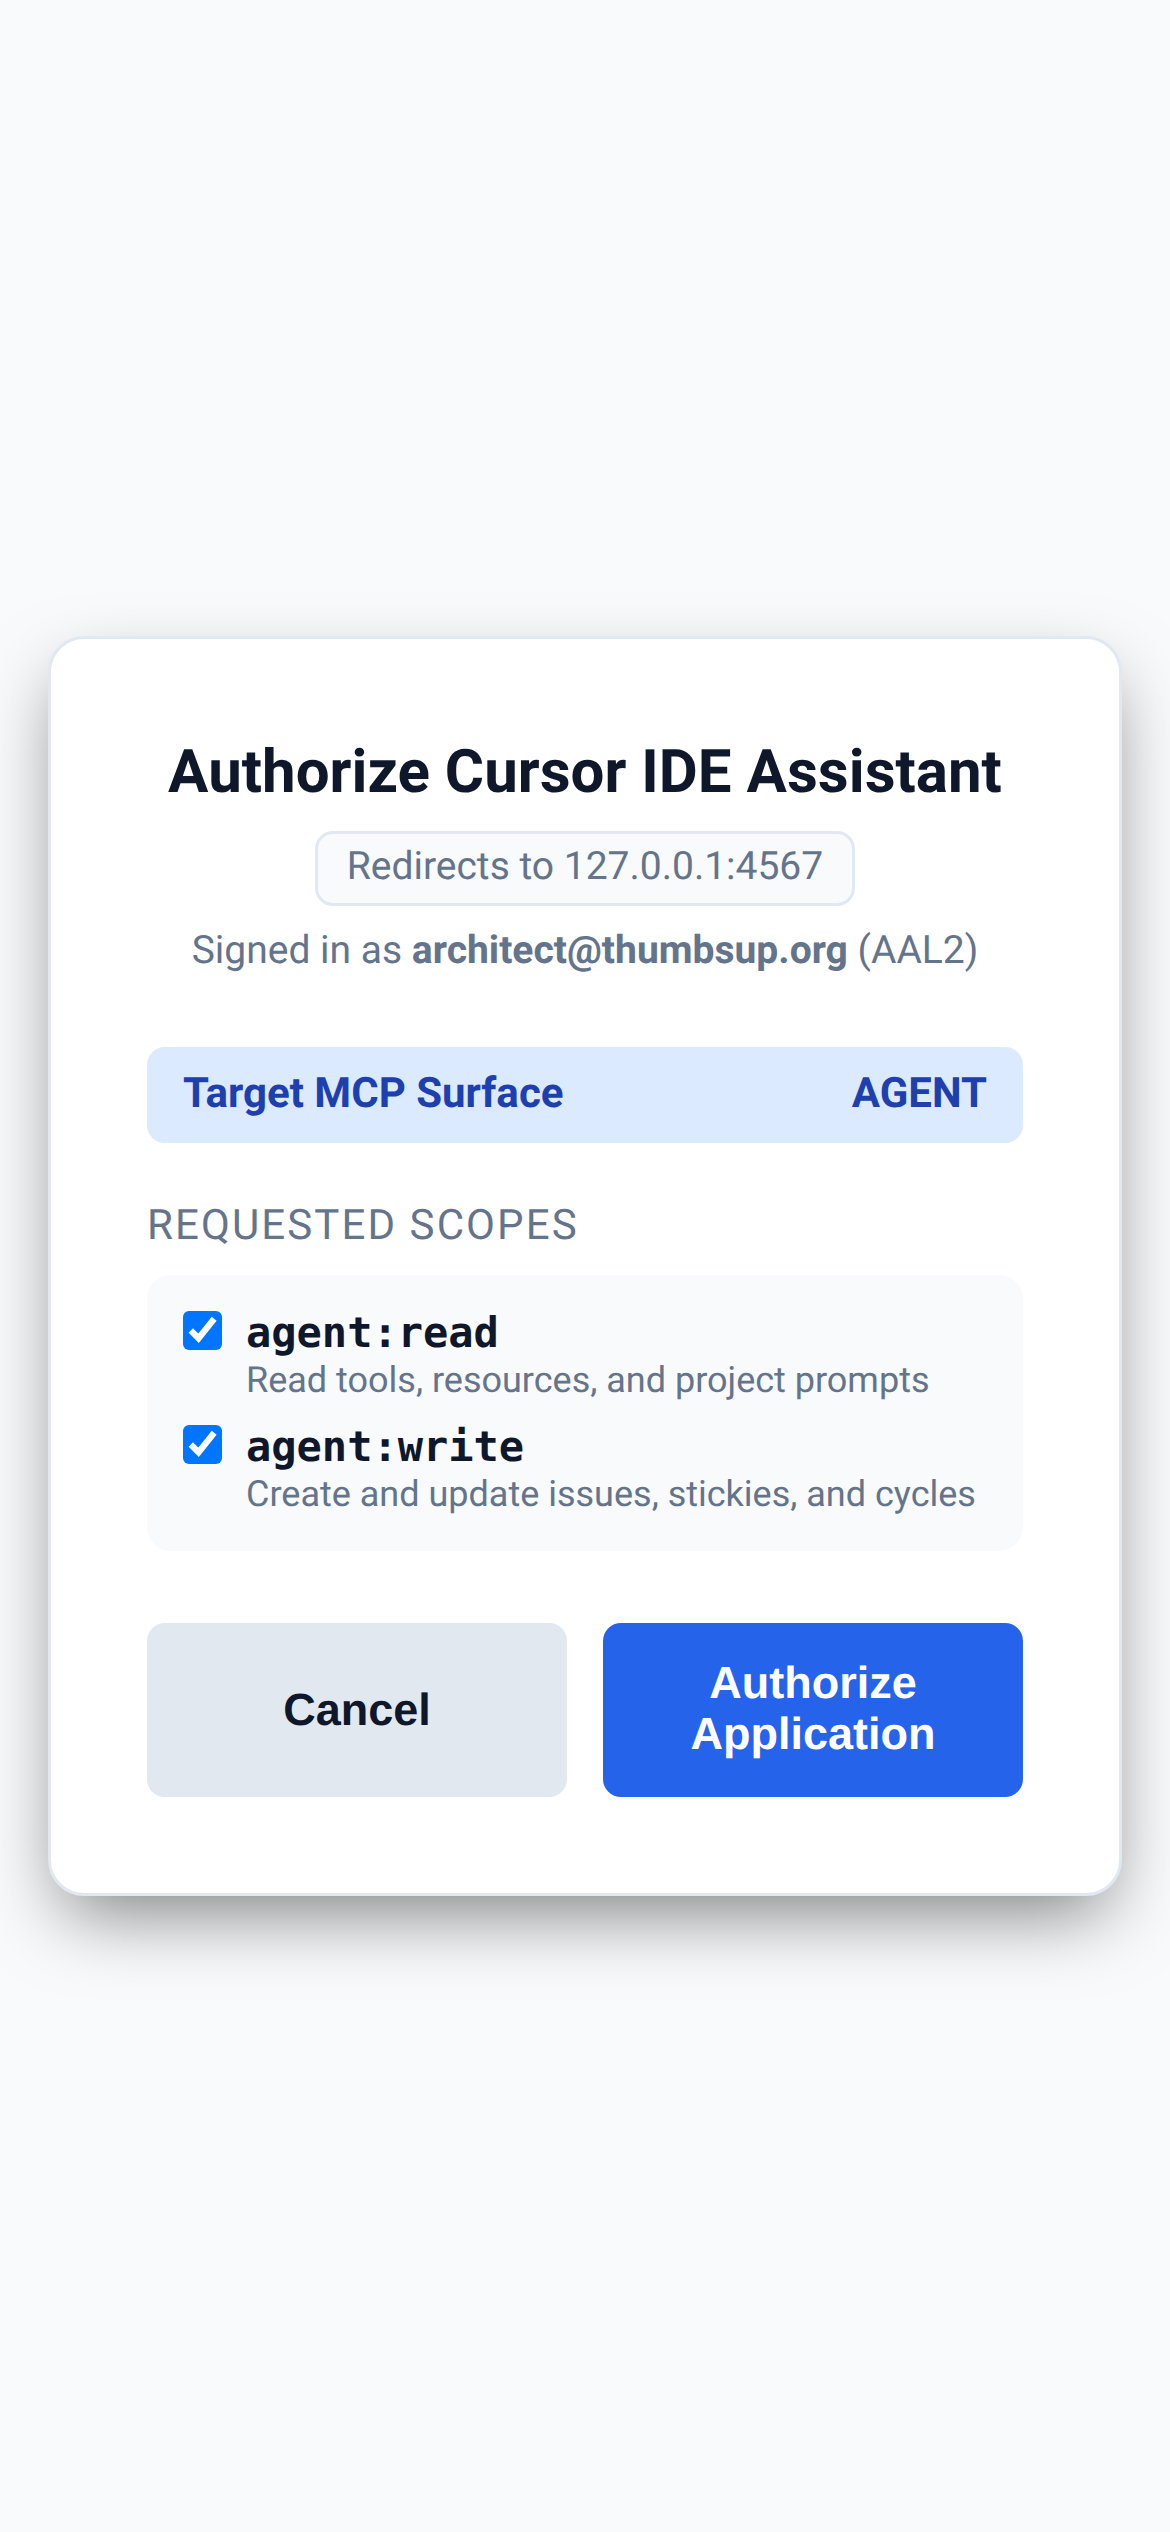 Authorize Cursor IDE Assistant
Redirects to 127.0.0.1:4567
Signed in as architect@thumbsup.org (AAL2)
Target MCP Surface AGENT
REQUESTED SCOPES
agent:read
Read tools, resources, and project prompts
agent:write
Create and update issues, stickies, and cycles
Cancel
Authorize
Application